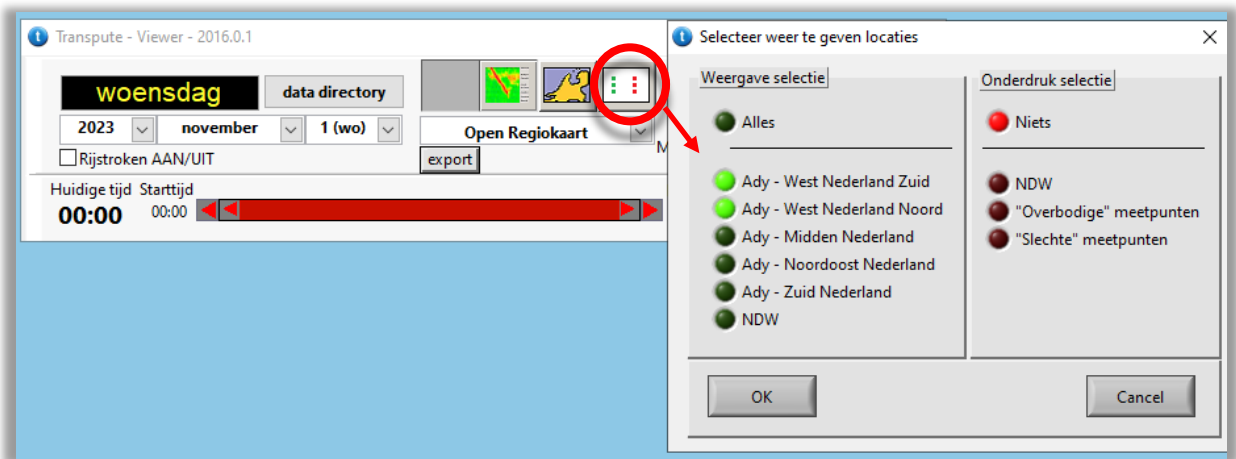 Transpute - Viewer - 2016.0.1
woensdag
data directory
2023
november
1 (wo)
Open Regiokaart
M
Rijstroken AAN/UIT
export
Huidige tijd
Starttijd
00:00
00:00
Selecteer weer te geven locaties
Weergave selectie
Alles
Ady - West Nederland Zuid
Ady - West Nederland Noord
Ady - Midden Nederland
Ady - Noordoost Nederland
Ady - Zuid Nederland
NDW
Onderdruk selectie
Niets
NDW
"Overbodige" meetpunten
"Slechte" meetpunten
OK
Cancel